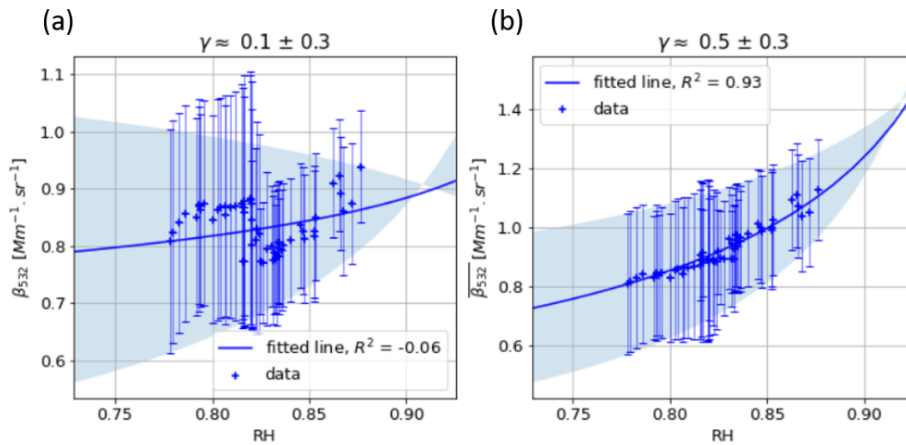 (a)
γ ≈ 0.1 ± 0.3
1.1
1.0
0.9
0.8
0.7
0.6
β532 [Mm⁻¹. sr⁻¹]
fitted line, R² = -0.06
data
0.75
0.80
0.85
0.90
RH
(b)
γ ≈ 0.5 ± 0.3
fitted line, R² = 0.93
data
1.4
1.2
1.0
0.8
0.6
β532 [Mm⁻¹. sr⁻¹]
0.75
0.80
0.85
0.90
RH